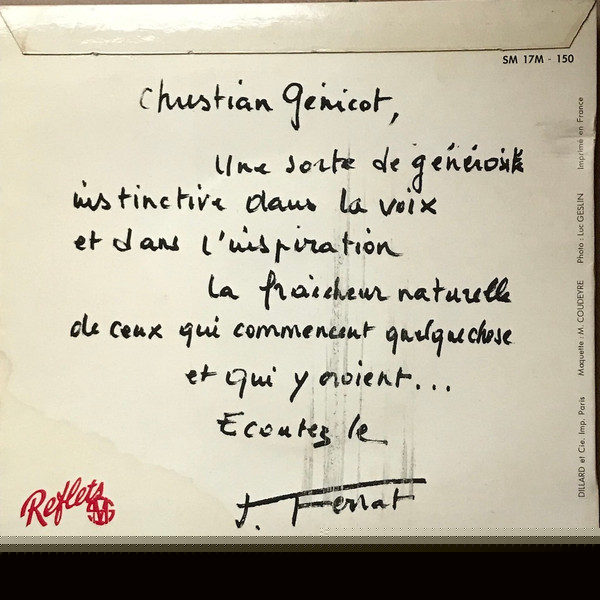 SM 17M - 150
Christian Génicot,
Une sorte de générosité
instinctive dans la voix
et dans l'inspiration
La fraicheur naturelle
de ceux qui commencent quelquechose
et qui y croient...
Ecoutez le
J. Ferrat
Reflets
SMG
DILLARD et Cie. Imp. Paris Maquette : M. COUDEYRE Photo : Luc GESLIN Imprimé en France